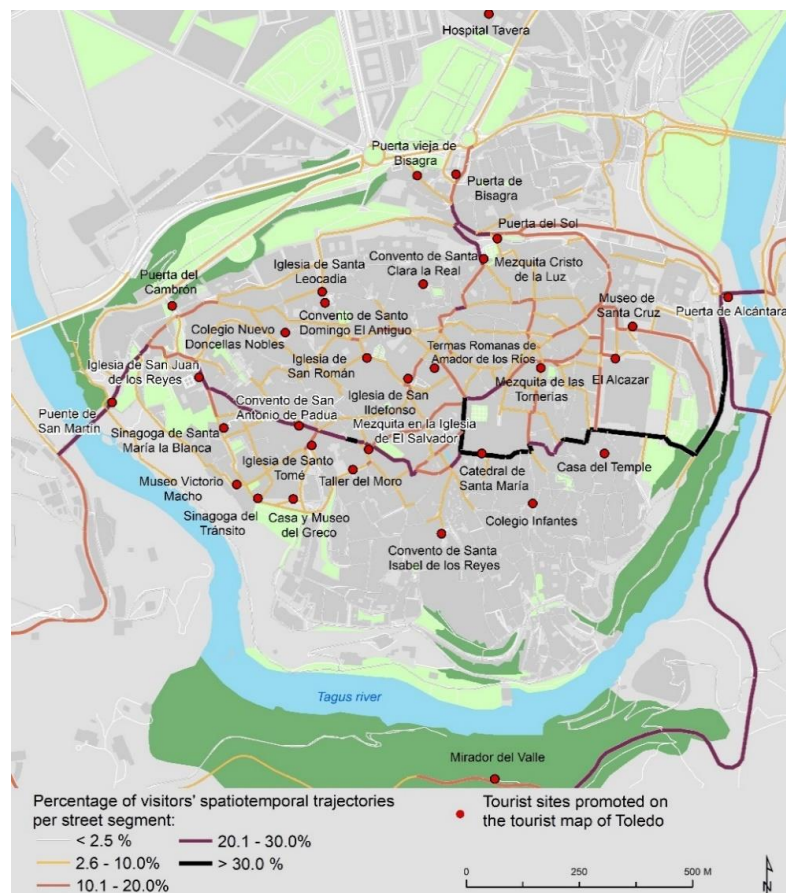 Hospital Tavera
Puerta vieja de
Bisagra
Puerta de
Bisagra
Puerta del Sol
Convento de Santa
Clara la Real
Mezquita Cristo
de la Luz
Iglesia de Santa
Leocadia
Puerta del
Cambrón
Museo de
Santa Cruz
Puerta de Alcántara
Convento de Santo
Domingo El Antiguo
Colegio Nuevo
Doncellas Nobles
Termas Romanas de
Amador de los Ríos
Iglesia de
San Román
Iglesia de San Juan
de los Reyes
El Alcazar
Mezquita de las
Tornerías
Iglesia de San
Ildefonso
Convento de San
Antonio de Padua
Puente de
San Martín
Mezquita en la Iglesia
de El Salvador
Sinagoga de Santa
María la Blanca
Iglesia de Santo
Tomé
Catedral de
Santa María
Casa del Temple
Museo Victorio
Macho
Taller del Moro
Sinagoga del
Tránsito
Casa y Museo
del Greco
Colegio Infantes
Convento de Santa
Isabel de los Reyes
Tagus river
Mirador del Valle
Percentage of visitors' spatiotemporal trajectories
per street segment:
< 2.5 %
2.6 - 10.0%
10.1 - 20.0%
20.1 - 30.0%
> 30.0 %
Tourist sites promoted on
the tourist map of Toledo
0 250 500 M
N